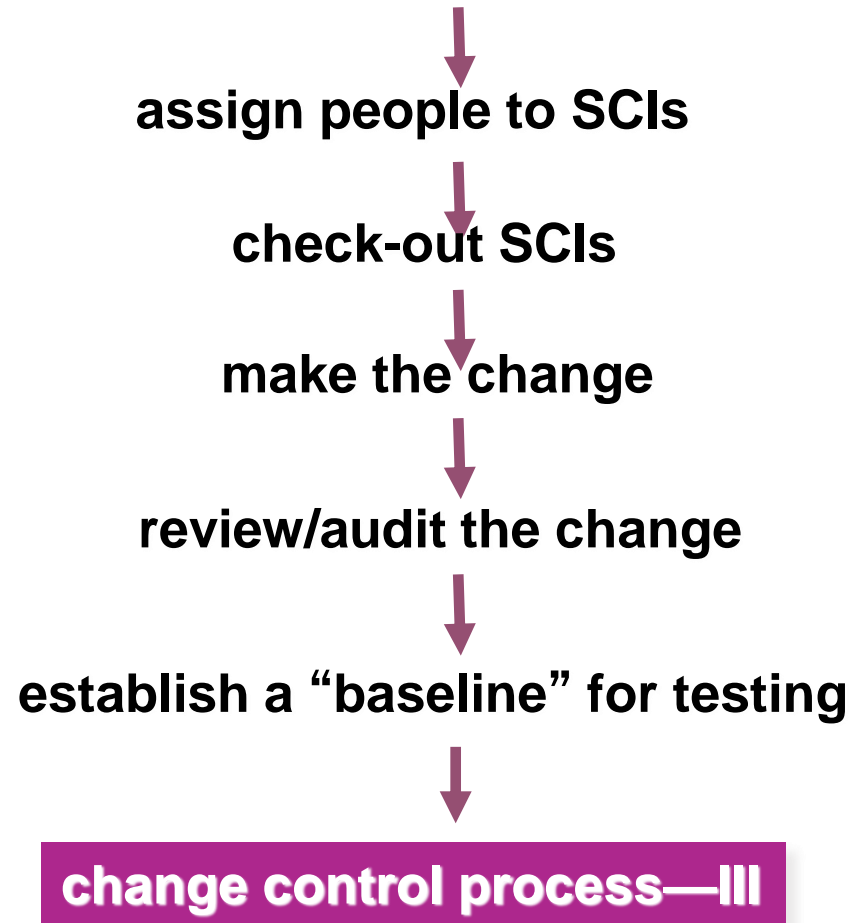 assign people to SCIs
check-out SCIs
make the change
review/audit the change
establish a “baseline” for testing
change control process—III